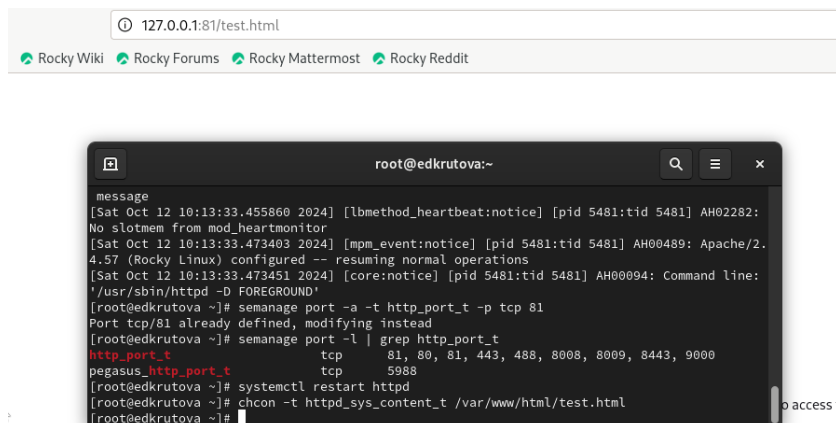 127.0.0.1:81/test.html
Rocky Wiki Rocky Forums Rocky Mattermost Rocky Reddit
root@edkrutova:~
message
[Sat Oct 12 10:13:33.455860 2024] [lbmethod_heartbeat:notice] [pid 5481:tid 5481] AH02282:
No slotmem from mod_heartmonitor
[Sat Oct 12 10:13:33.473403 2024] [mpm_event:notice] [pid 5481:tid 5481] AH00489: Apache/2.
4.57 (Rocky Linux) configured -- resuming normal operations
[Sat Oct 12 10:13:33.473451 2024] [core:notice] [pid 5481:tid 5481] AH00094: Command line:
'/usr/sbin/httpd -D FOREGROUND'
[root@edkrutova ~]# semanage port -a -t http_port_t -p tcp 81
Port tcp/81 already defined, modifying instead
[root@edkrutova ~]# semanage port -l | grep http_port_t
http_port_t tcp 81, 80, 81, 443, 488, 8008, 8009, 8443, 9000
pegasus_http_port_t tcp 5988
[root@edkrutova ~]# systemctl restart httpd
[root@edkrutova ~]# chcon -t httpd_sys_content_t /var/www/html/test.html
[root@edkrutova ~]#
o access